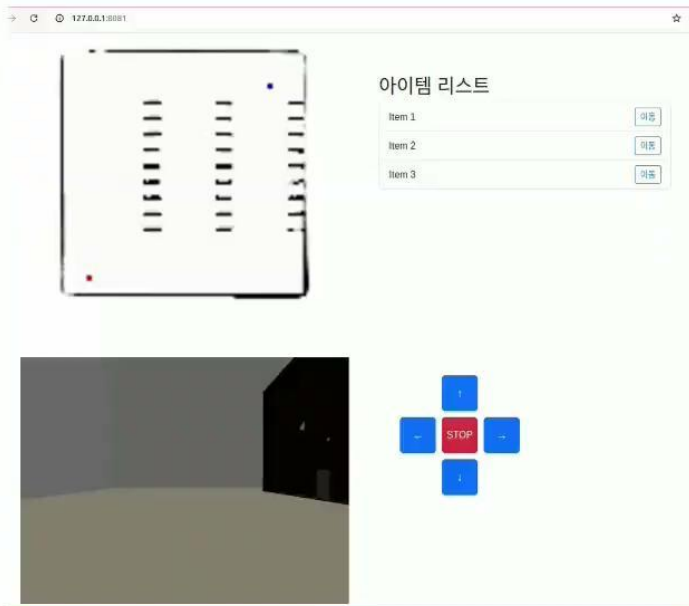 127.0.0.1:8081
아이템 리스트
Item 1
이동
Item 2
이동
Item 3
이동
↑
← STOP →
↓